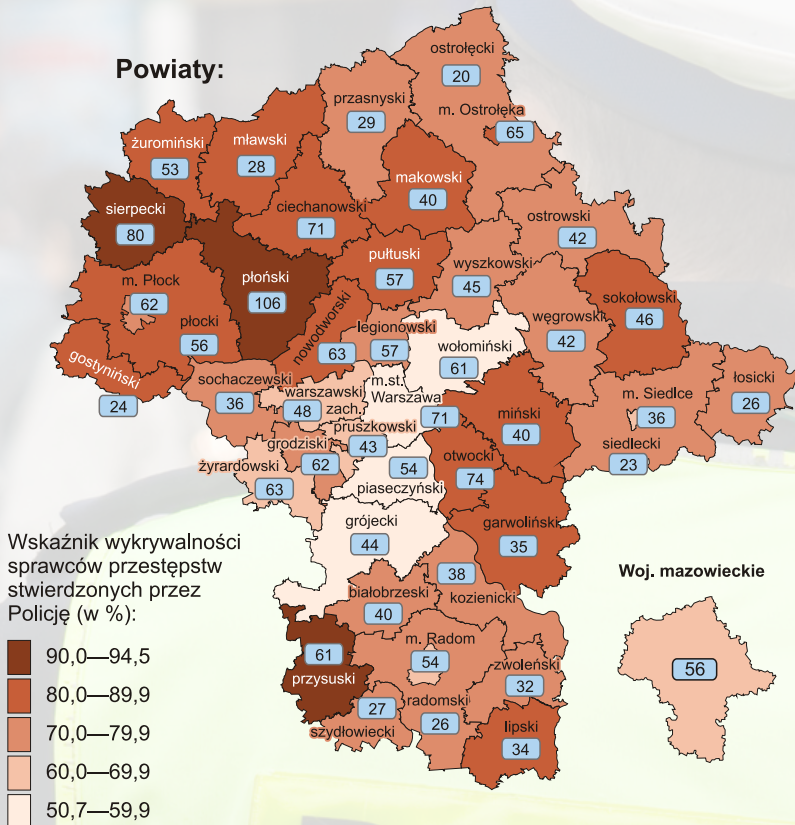 Powiaty:
ostrołęcki
20
przasnyski
29
m. Ostrołęka
65
żuromiński
53
mławski
28
makowski
40
sierpecki
80
ciechanowski
71
ostrowski
42
płoński
106
pułtuski
57
wyszkowski
45
sokołowski
46
m. Płock
62
płocki
56
nowodworski
63
legionowski
57
wołomiński
61
węgrowski
42
gostyniński
24
sochaczewski
36
warszawski
zach.
48
m.st.
Warszawa
71
miński
40
m. Siedlce
36
łosicki
26
siedlecki
23
pruszkowski
43
grodziski
62
żyrardowski
63
piaseczyński
54
otwocki
74
grójecki
44
garwoliński
35
białobrzeski
40
kozienicki
38
przysuski
61
m. Radom
54
zwoleński
32
szydłowiecki
27
radomski
26
lipski
34
Wskaźnik wykrywalności
sprawców przestępstw
stwierdzonych przez
Policję (w %):
90,0—94,5
80,0—89,9
70,0—79,9
60,0—69,9
50,7—59,9
Woj. mazowieckie
56